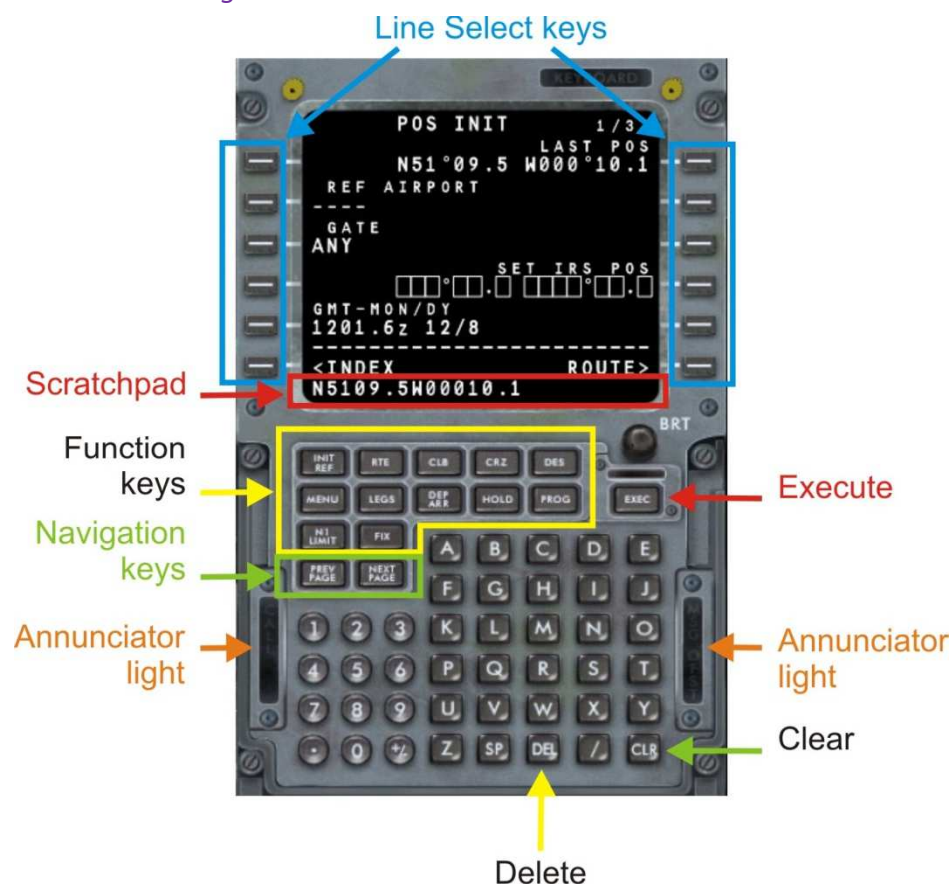 Line Select keys
KEYBOARD
POS INIT 1/3
LAST POS
N51°09.5 W000°10.1
REF AIRPORT
----
GATE
ANY
SET IRS POS
□□□°□□.□ □□□□°□□.□
GMT-MON/DY
1201.6z 12/8
--------------------------------
<INDEX ROUTE>
N5109.5W00010.1
Scratchpad
BRT
Function
keys
INIT
REF
RTE
CLB
CRZ
DES
MENU
LEGS
DEP
ARR
HOLD
PROG
EXEC
Execute
N1
LIMIT
FIX
Navigation
keys
PREV
PAGE
NEXT
PAGE
A B C D E
F G H I J
1 2 3 K L M N O
4 5 6 P Q R S T
7 8 9 U V W X Y
. 0 +/- Z SP DEL / CLR
Annunciator
light
CALL
MSG OFST
Annunciator
light
Clear
Delete